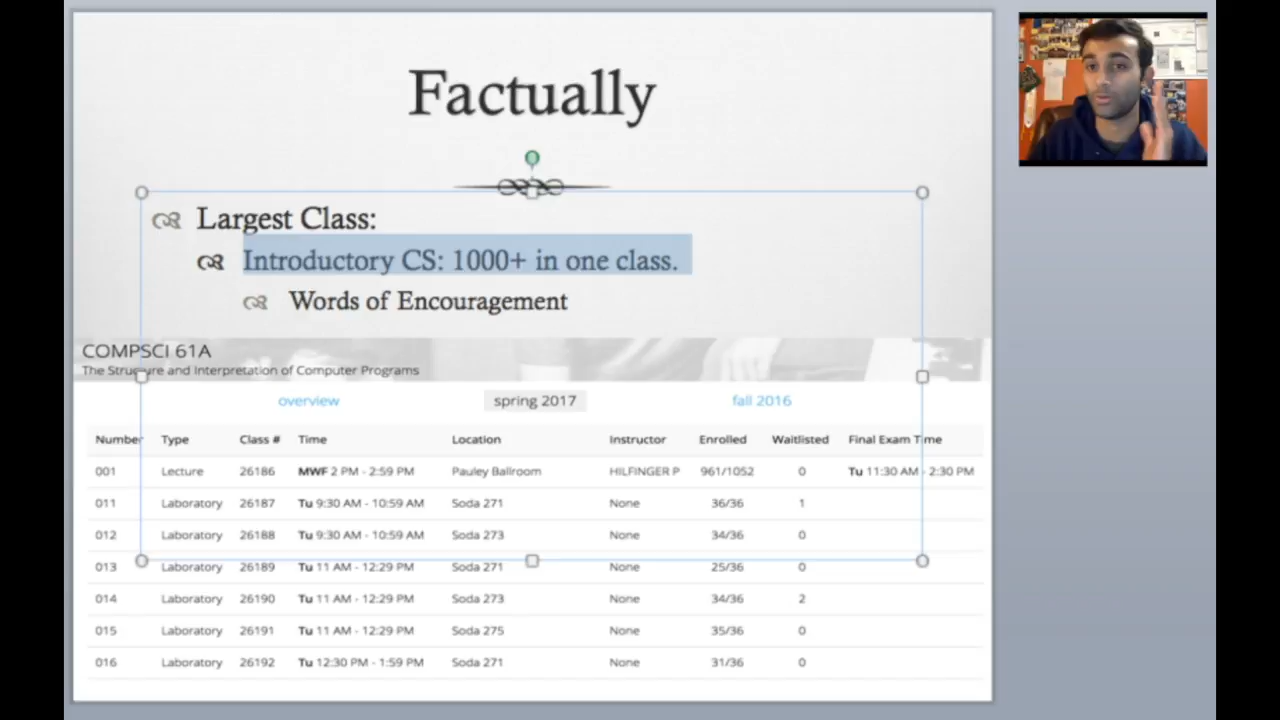 Factually
Largest Class:
Introductory CS: 1000+ in one class.
Words of Encouragement
COMPSCI 61A
The Structure and Interpretation of Computer Programs
overview spring 2017 fall 2016
Number Type Class # Time Location Instructor Enrolled Waitlisted Final Exam Time
001 Lecture 26186 MWF 2 PM - 2:59 PM Pauley Ballroom HILFINGER P 961/1052 0 Tu 11:30 AM - 2:30 PM
011 Laboratory 26187 Tu 9:30 AM - 10:59 AM Soda 271 None 36/36 1
012 Laboratory 26188 Tu 9:30 AM - 10:59 AM Soda 273 None 34/36 0
013 Laboratory 26189 Tu 11 AM - 12:29 PM Soda 271 None 25/36 0
014 Laboratory 26190 Tu 11 AM - 12:29 PM Soda 273 None 34/36 2
015 Laboratory 26191 Tu 11 AM - 12:29 PM Soda 275 None 35/36 0
016 Laboratory 26192 Tu 12:30 PM - 1:59 PM Soda 271 None 31/36 0